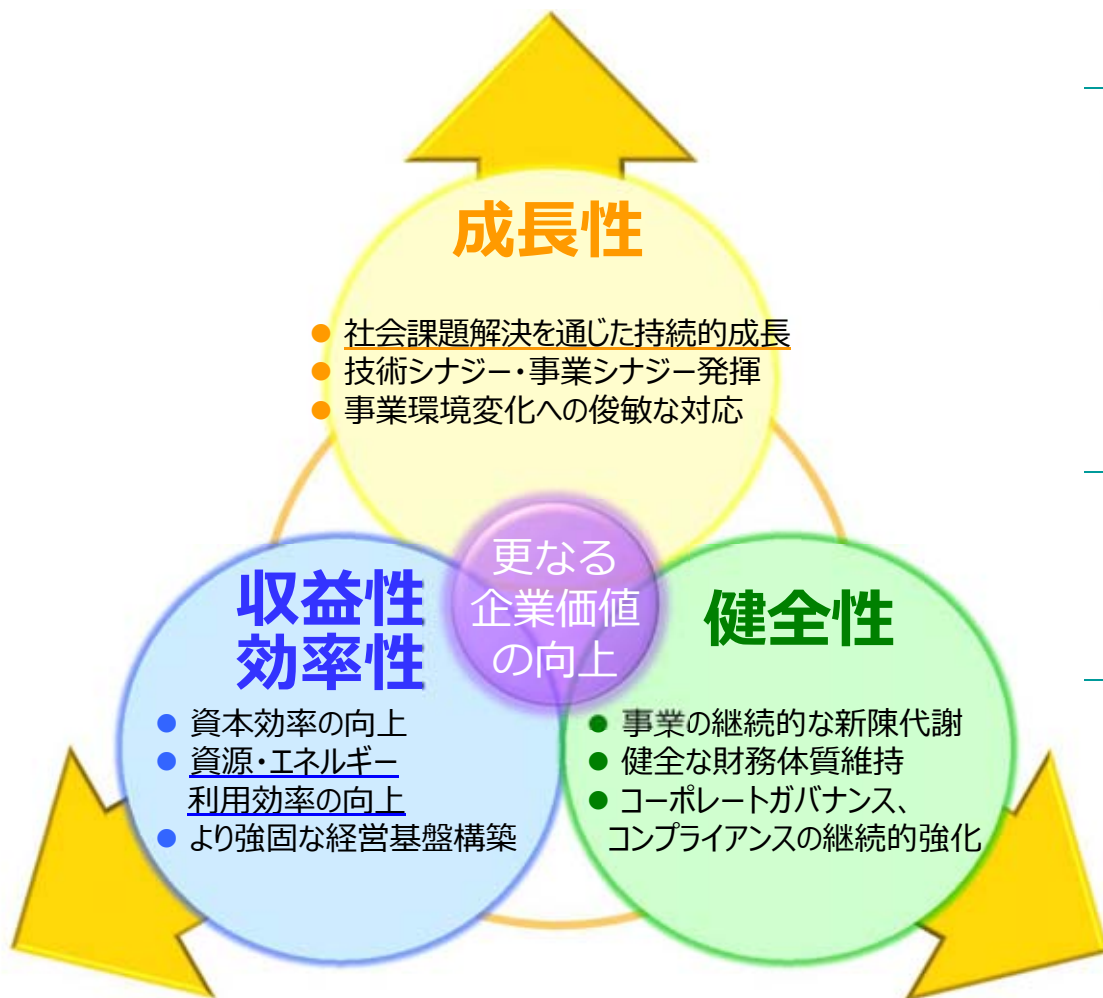 成長性
● 社会課題解決を通じた持続的成長
● 技術シナジー・事業シナジー発揮
● 事業環境変化への俊敏な対応
更なる
企業価値
の向上
収益性
効率性
● 資本効率の向上
● 資源・エネルギー
利用効率の向上
● より強固な経営基盤構築
健全性
● 事業の継続的な新陳代謝
● 健全な財務体質維持
● コーポレートガバナンス、
コンプライアンスの継続的強化